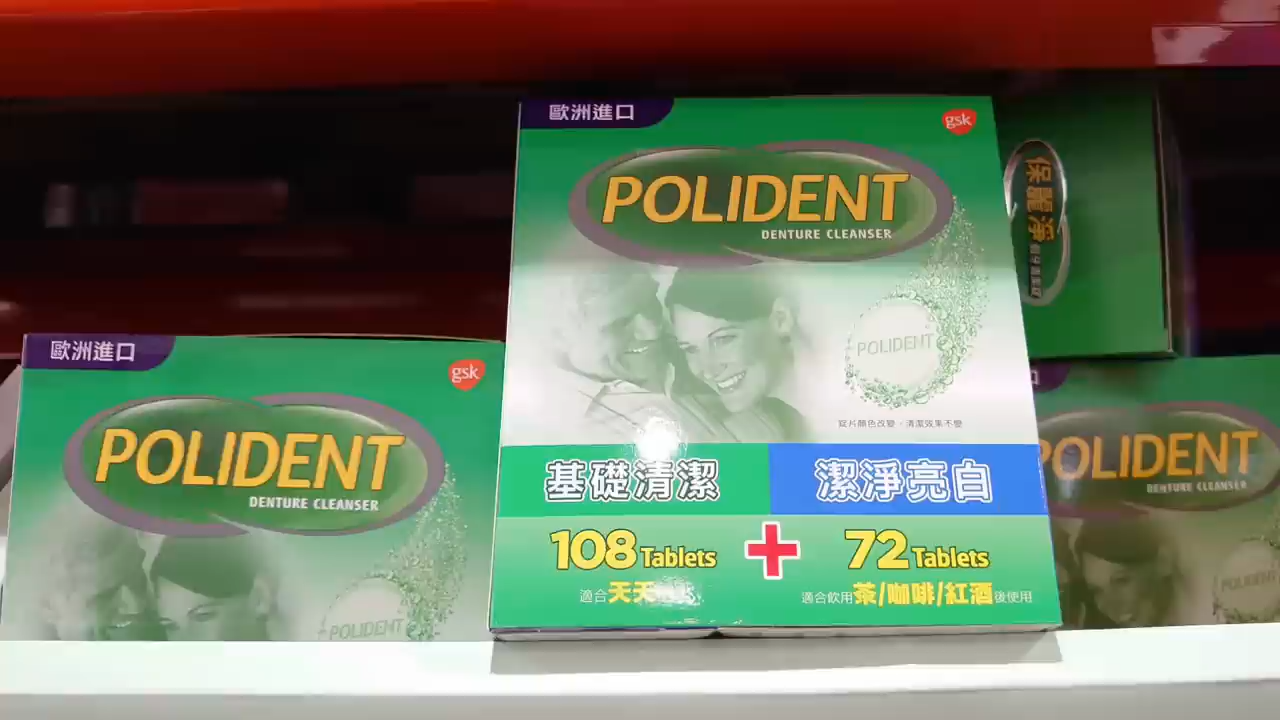 歐洲進口
gsk
POLIDENT
DENTURE CLEANSER
POLIDENT
錠片顏色改變，清潔效果不變
基礎清潔
潔淨亮白
108 Tablets
+
72 Tablets
適合天天
適合飲用茶/咖啡/紅酒後使用
歐洲進口
gsk
POLIDENT
DENTURE CLEANSER
POLIDENT
保麗淨
POLIDENT
DENTURE CLEANSER
POLIDENT